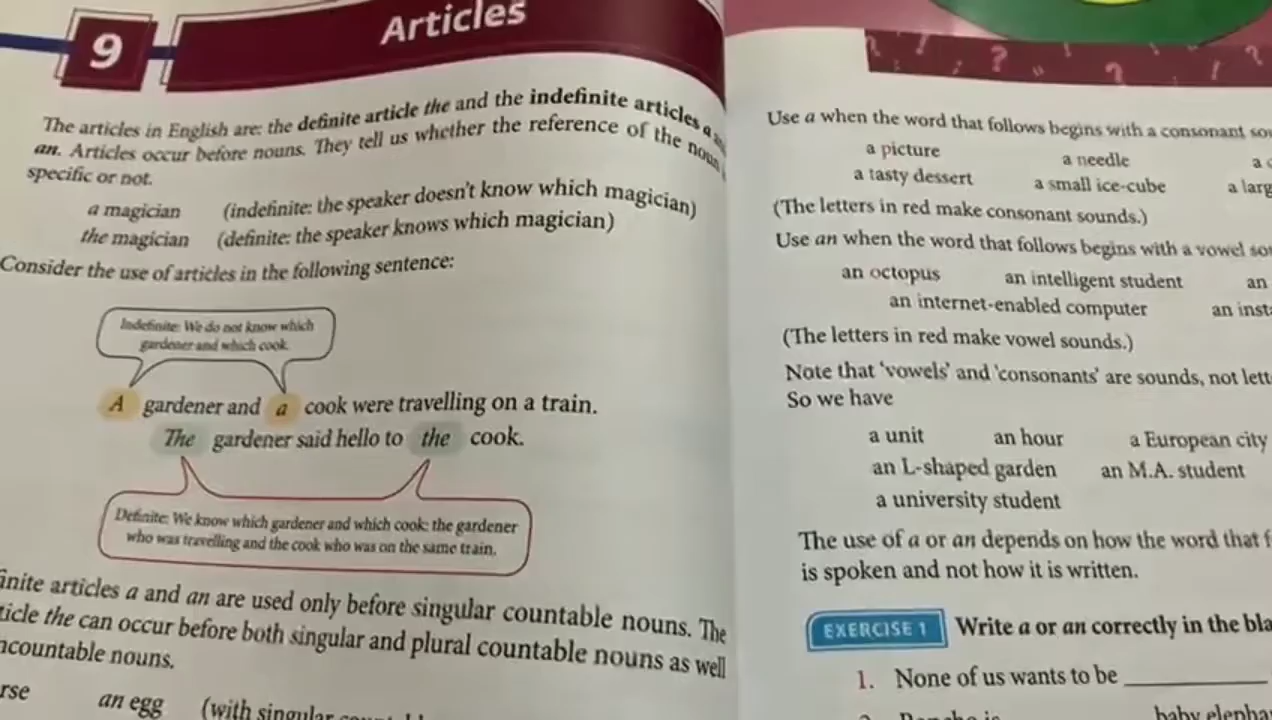 9
Articles
The articles in English are: the definite article the and the indefinite articles a
an. Articles occur before nouns. They tell us whether the reference of the noun
specific or not.
a magician (indefinite: the speaker doesn't know which magician)
the magician (definite: the speaker knows which magician)
Consider the use of articles in the following sentence:
Indefinite: We do not know which
gardener and which cook.
A gardener and a cook were travelling on a train.
The gardener said hello to the cook.
Definite: We know which gardener and which cook: the gardener
who was travelling and the cook who was on the same train.
articles a and an are used only before singular countable nouns. The
the can occur before both singular and plural countable nouns as well
nouns.
an egg (with
Use a when the word that follows begins with a consonant
a picture a needle a
a tasty dessert a small ice-cube a
(The letters in red make consonant sounds.)
Use an when the word that follows begins with a vowel
an octopus an intelligent student an
an internet-enabled computer an
(The letters in red make vowel sounds.)
Note that 'vowels' and 'consonants' are sounds, not
So we have
a unit an hour a European city
an L-shaped garden an M.A. student
a university student
The use of a or an depends on how the word that
is spoken and not how it is written.
EXERCISE 1 Write a or an correctly in the
1. None of us wants to be
baby